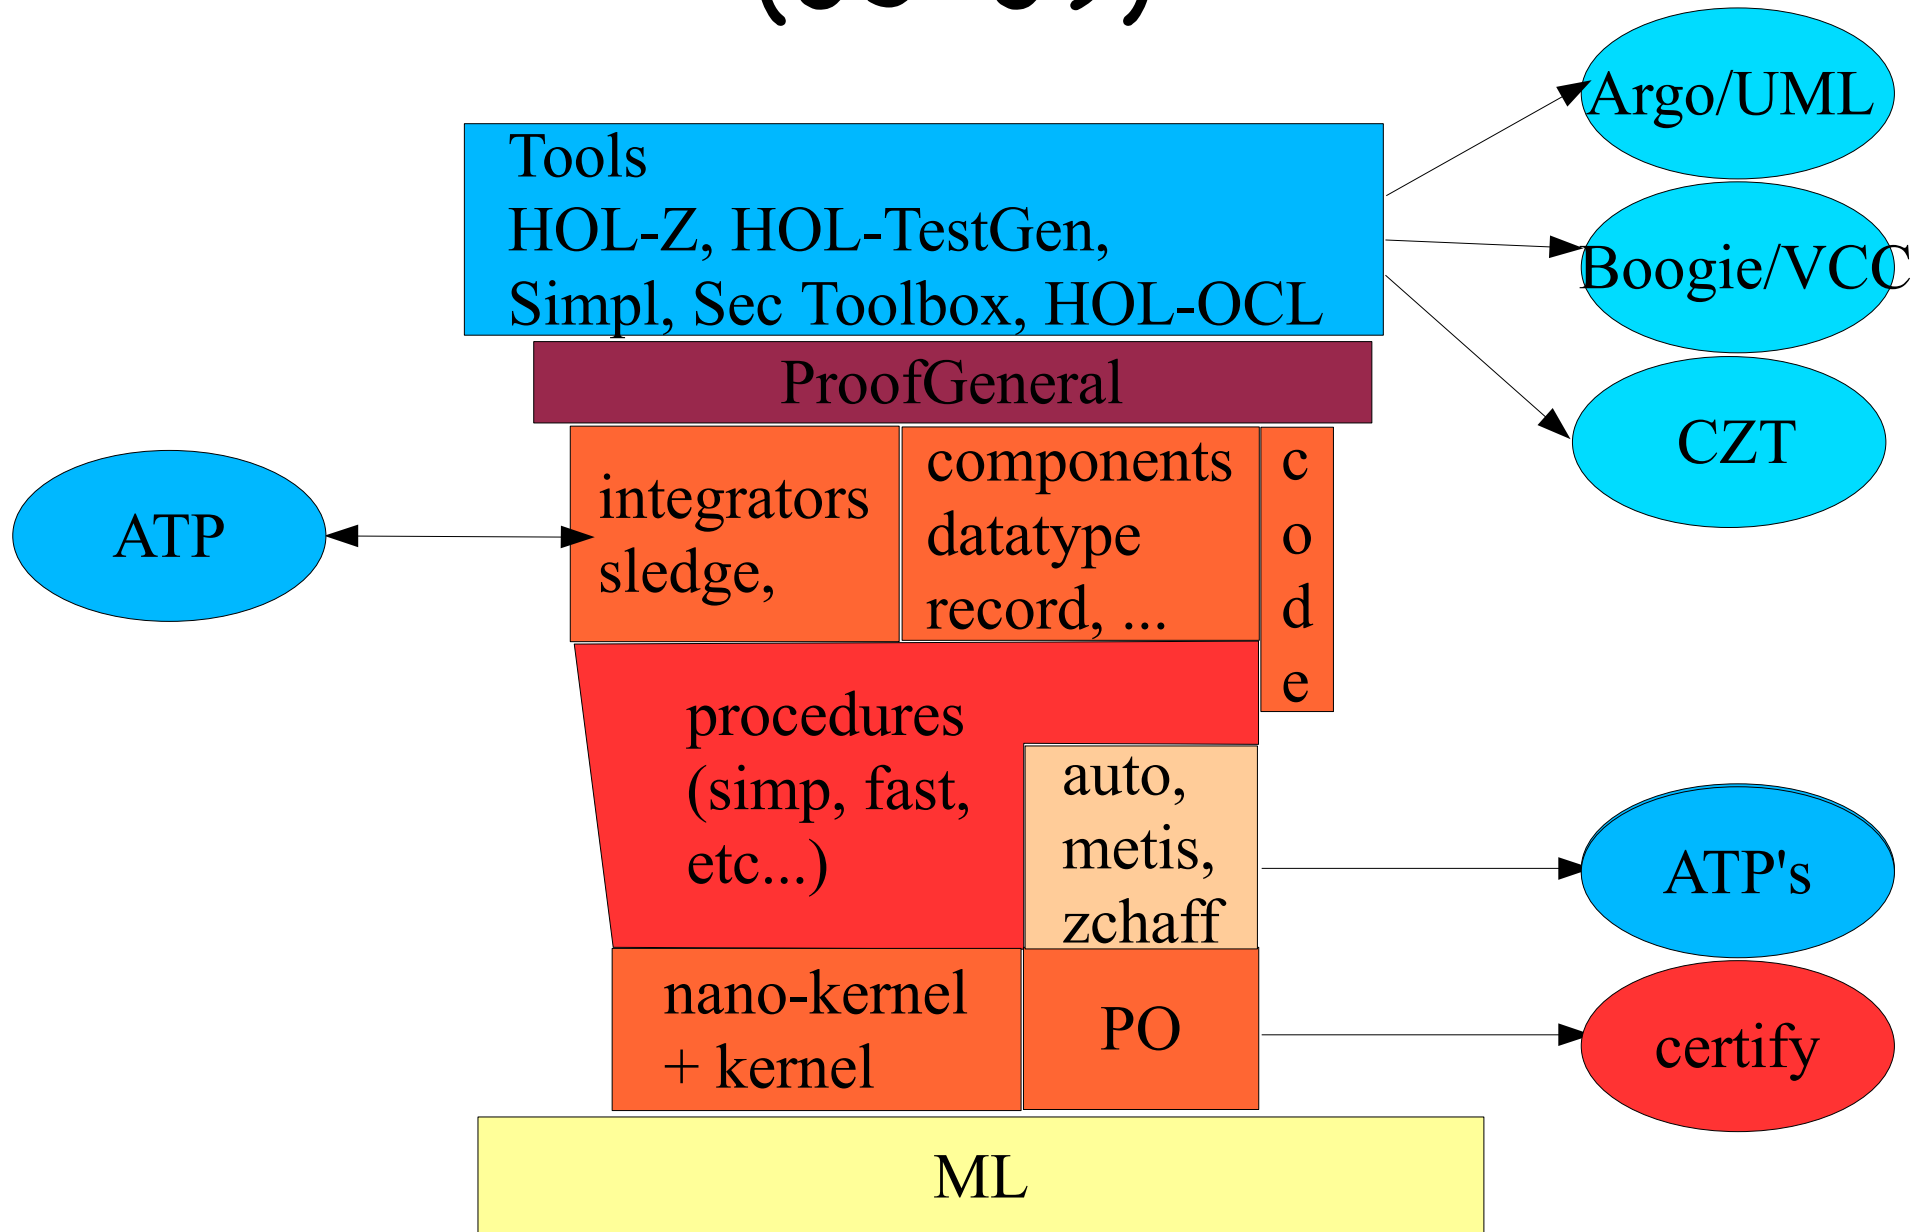 Argo/UML
Tools
HOL-Z, HOL-TestGen,
Simpl, Sec Toolbox, HOL-OCL
Boogie/VCC
ProofGeneral
CZT
ATP
integrators
sledge,
components
datatype
record, ...
c
o
d
e
procedures
(simp, fast,
etc...)
auto,
metis,
zchaff
ATP's
nano-kernel
+ kernel
PO
certify
ML